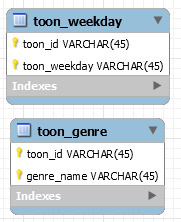 toon_weekday
toon_id VARCHAR(45)
toon_weekday VARCHAR(45)
Indexes
toon_genre
toon_id VARCHAR(45)
genre_name VARCHAR(45)
Indexes